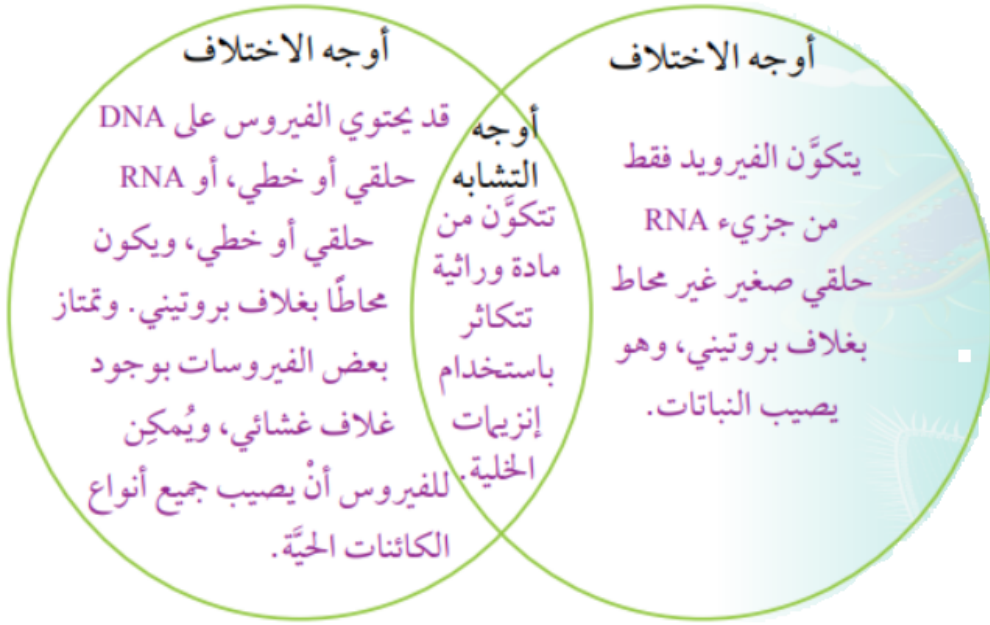 أوجه الاختلاف
يتكوَّن الفيرويد فقط
من جزيء RNA
حلقي صغير غير محاط
بغلاف بروتيني، وهو
يصيب النباتات.
أوجه
التشابه
تتكوَّن من
مادة وراثية
تتكاثر
باستخدام
إنزيمات
الخلية.
أوجه الاختلاف
قد يحتوي الفيروس على DNA
حلقي أو خطي، أو RNA
حلقي أو خطي، ويكون
محاطًا بغلاف بروتيني. وتمتاز
بعض الفيروسات بوجود
غلاف غشائي، ويُمكِن
للفيروس أنْ يصيب جميع أنواع
الكائنات الحيَّة.